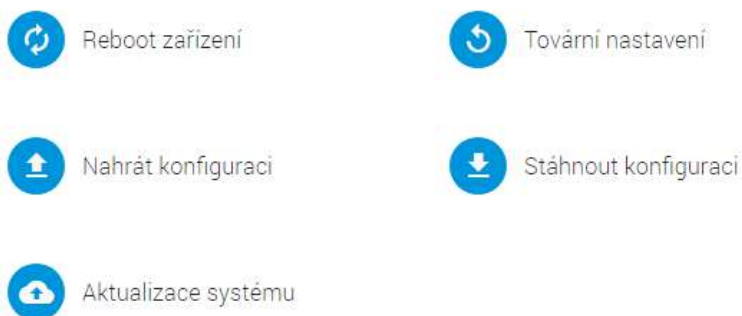 Reboot zařízení
Tovární nastavení
Nahrát konfiguraci
Stáhnout konfiguraci
Aktualizace systému